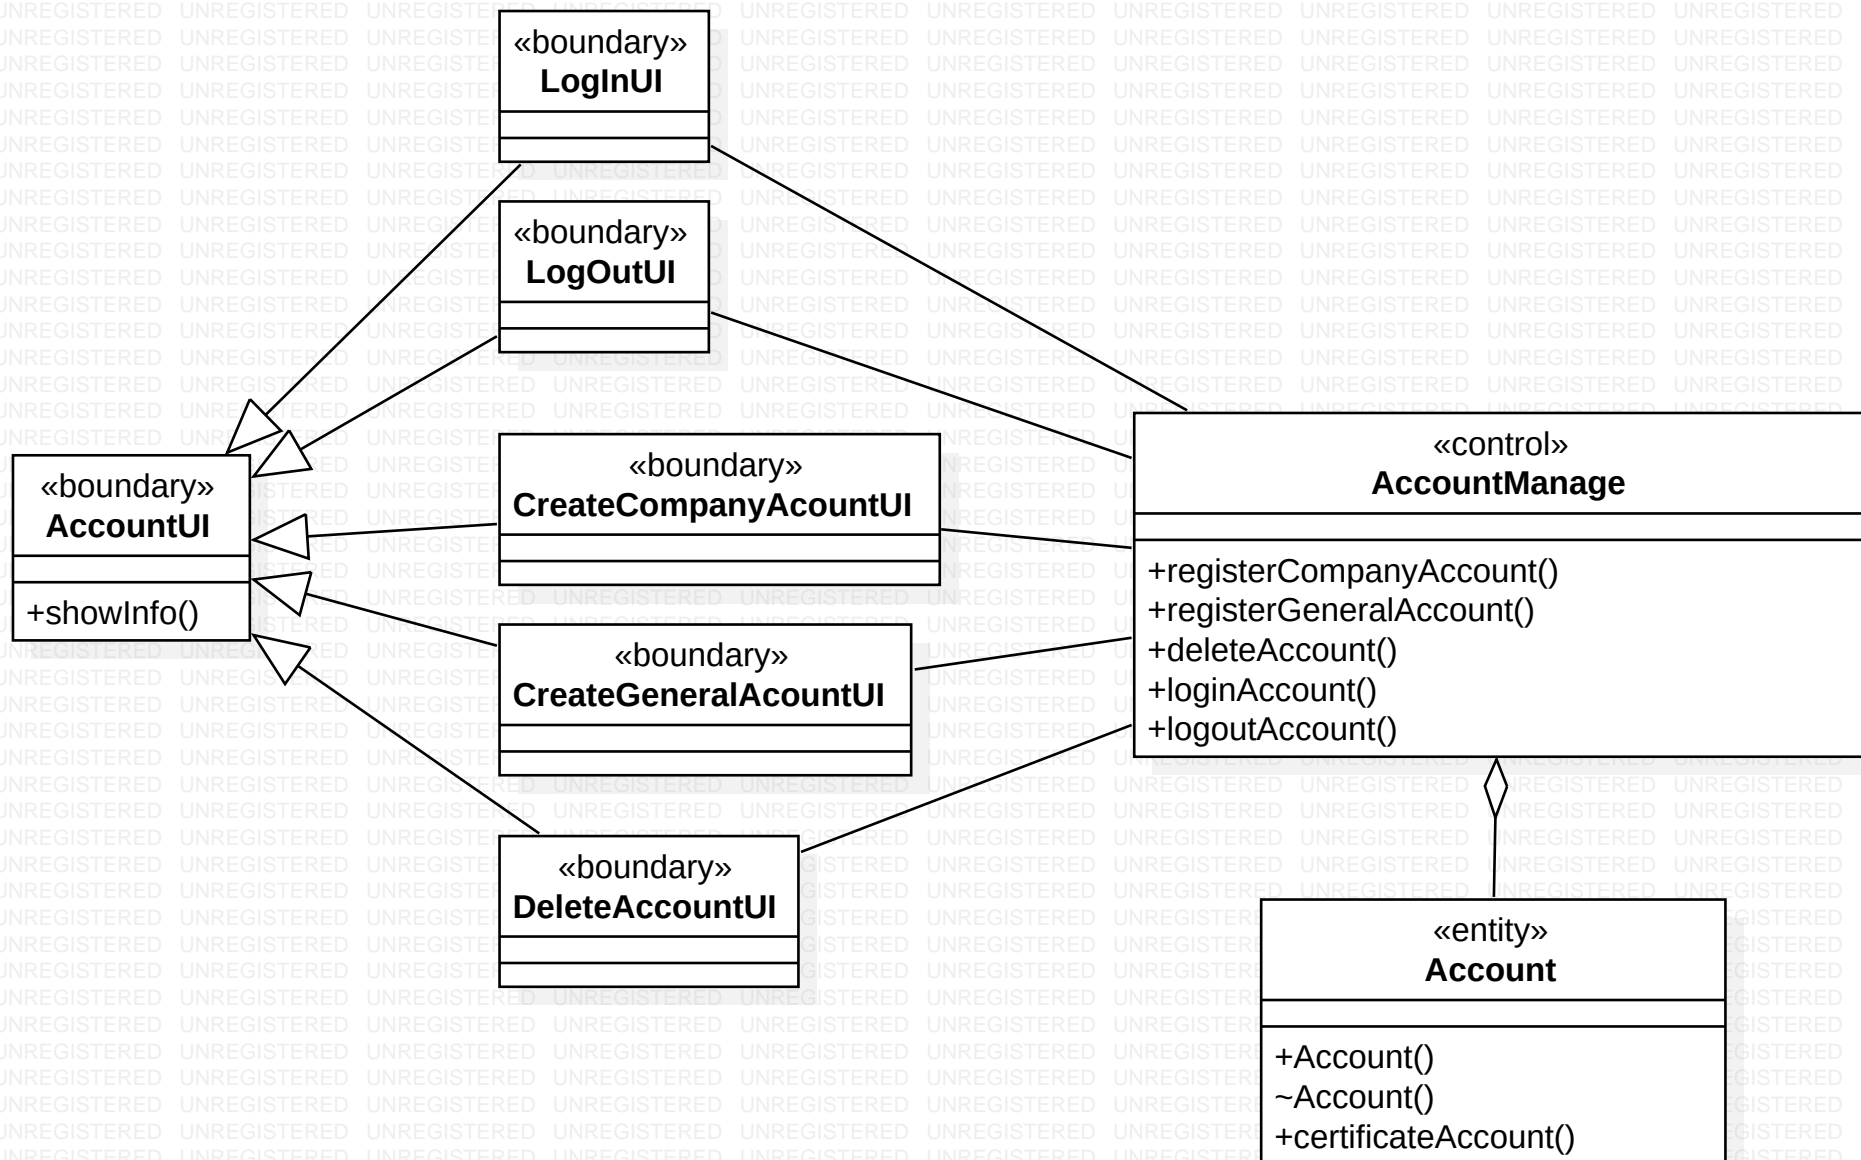 «boundary»
LogInUI
«boundary»
LogOutUI
«boundary»
AccountUI
+showInfo()
«boundary»
CreateCompanyAcountUI
«boundary»
CreateGeneralAcountUI
«boundary»
DeleteAccountUI
«control»
AccountManage
+registerCompanyAccount()
+registerGeneralAccount()
+deleteAccount()
+loginAccount()
+logoutAccount()
«entity»
Account
+Account()
~Account()
+certificateAccount()
UNREGISTERED